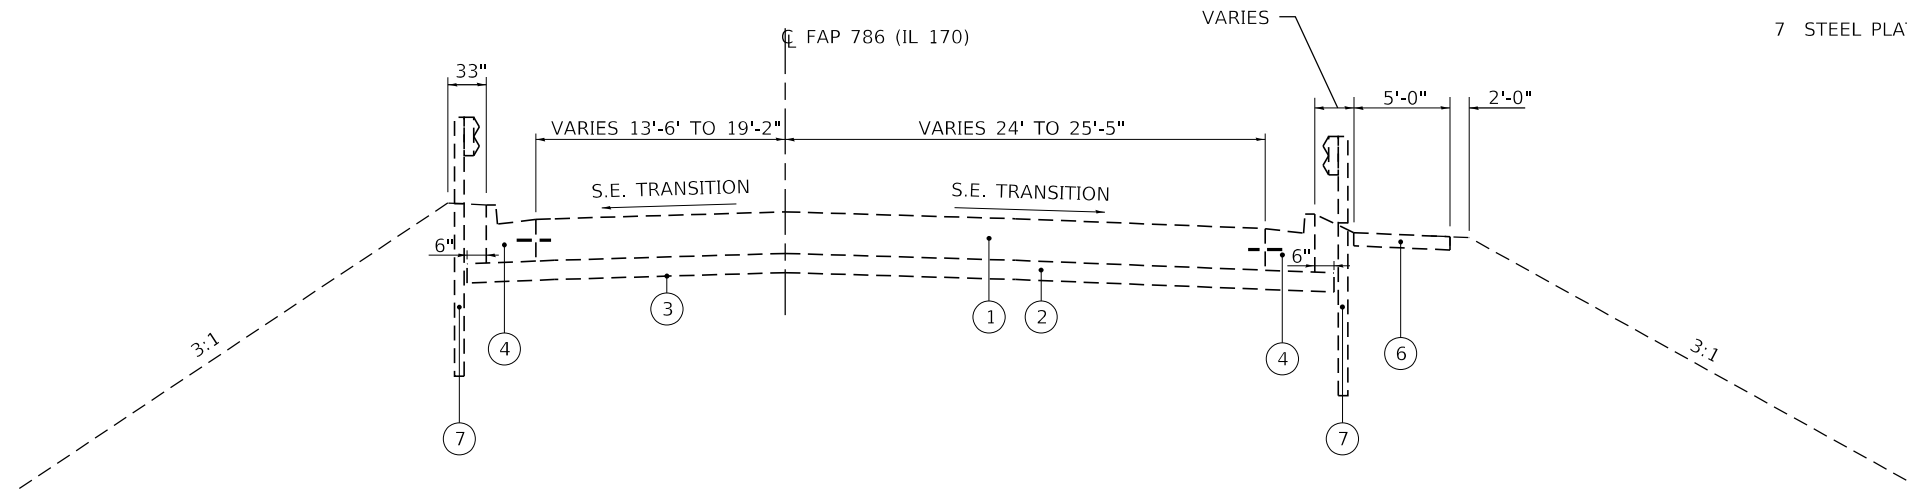 VARIES
7 STEEL PLAT
℄ FAP 786 (IL 170)
33"
5'-0"
2'-0"
VARIES 13'-6' TO 19'-2"
VARIES 24' TO 25'-5"
S.E. TRANSITION
S.E. TRANSITION
6"
6"
3
1
2
4
4
6
3:1
3:1
7
7